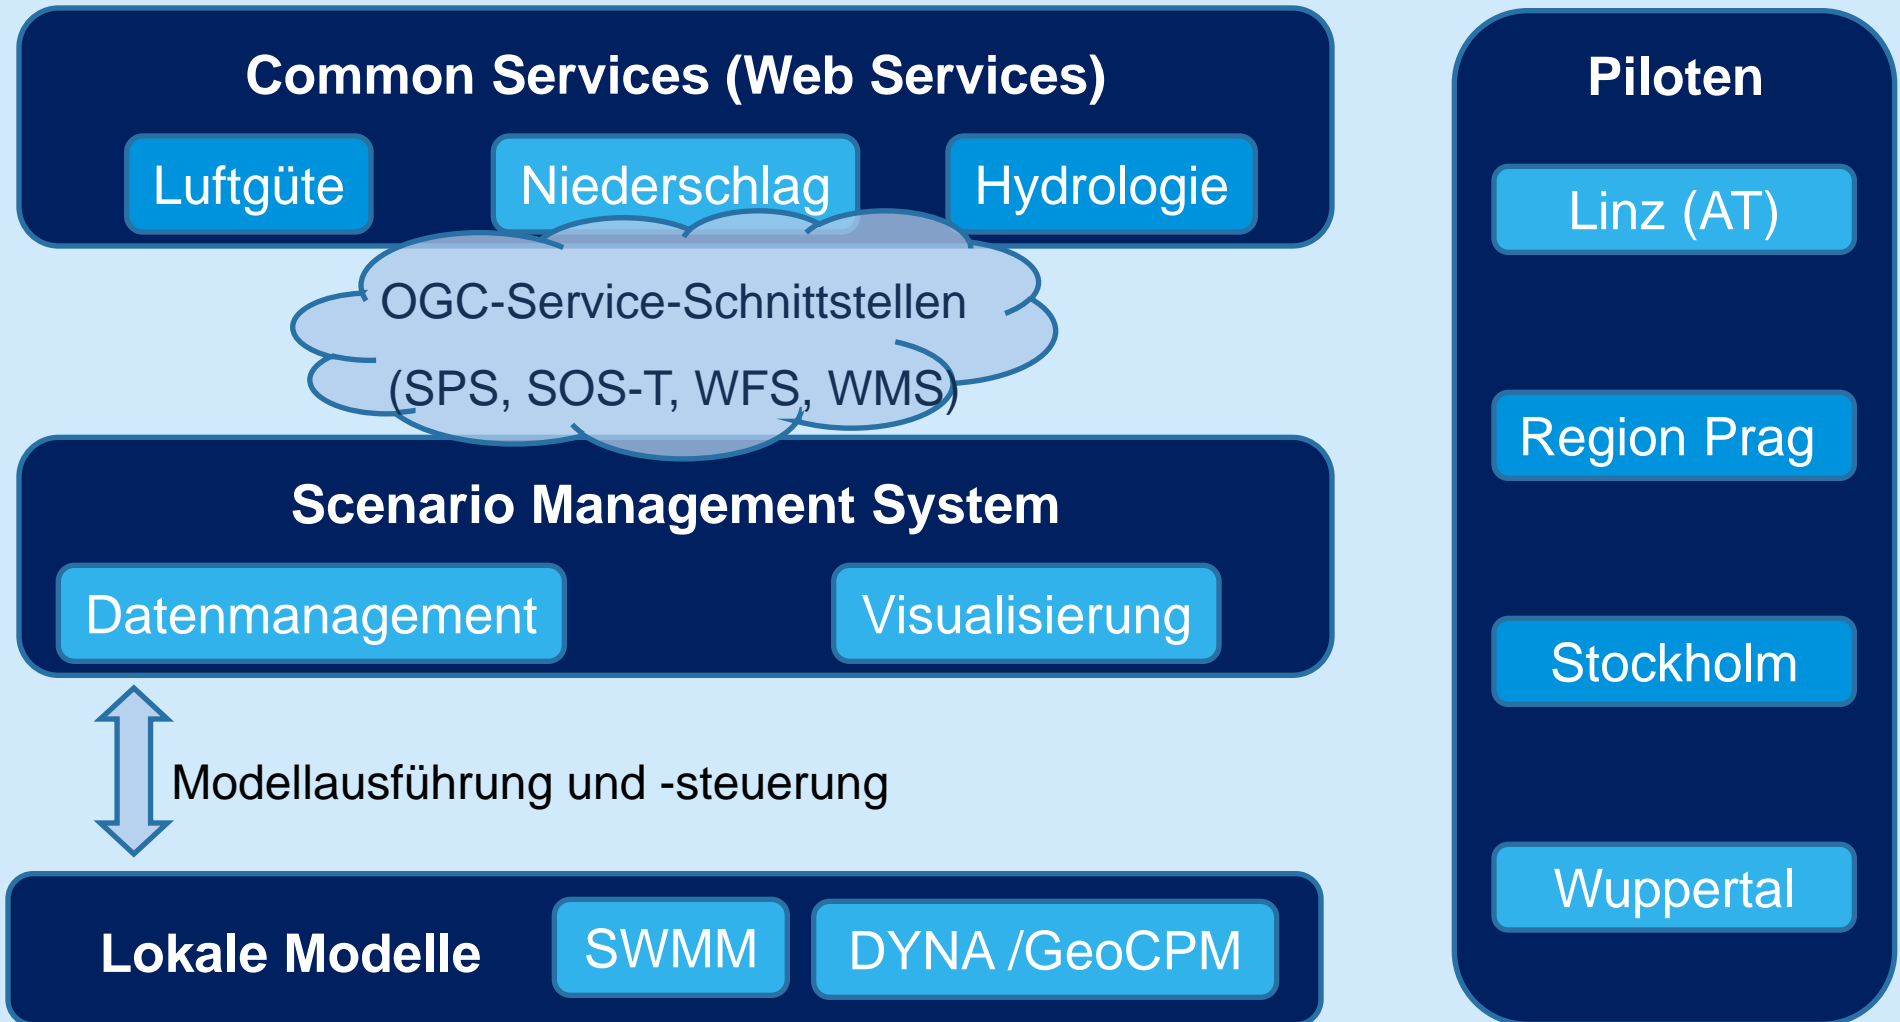 Common Services (Web Services)
Luftgüte
Niederschlag
Hydrologie
OGC-Service-Schnittstellen
(SPS, SOS-T, WFS, WMS)
Scenario Management System
Datenmanagement
Visualisierung
Modellausführung und -steuerung
Lokale Modelle
SWMM
DYNA /GeoCPM
Piloten
Linz (AT)
Region Prag
Stockholm
Wuppertal